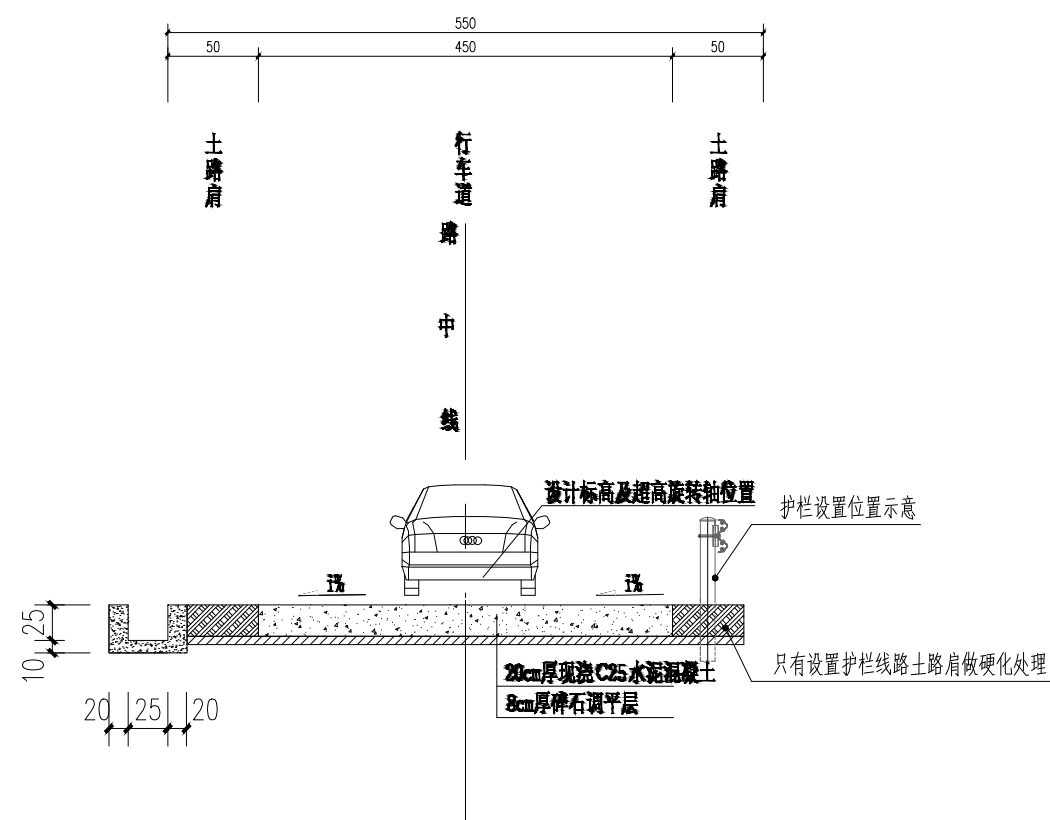 550
50
450
50
土路肩
行车道
土路肩
路中线
设计标高及超高旋转轴位置
护栏设置位置示意
i%
i%
25
10
只有设置护栏线路土路肩做硬化处理
20cm厚现浇C25水泥混凝土
8cm厚碎石调平层
20
25
20